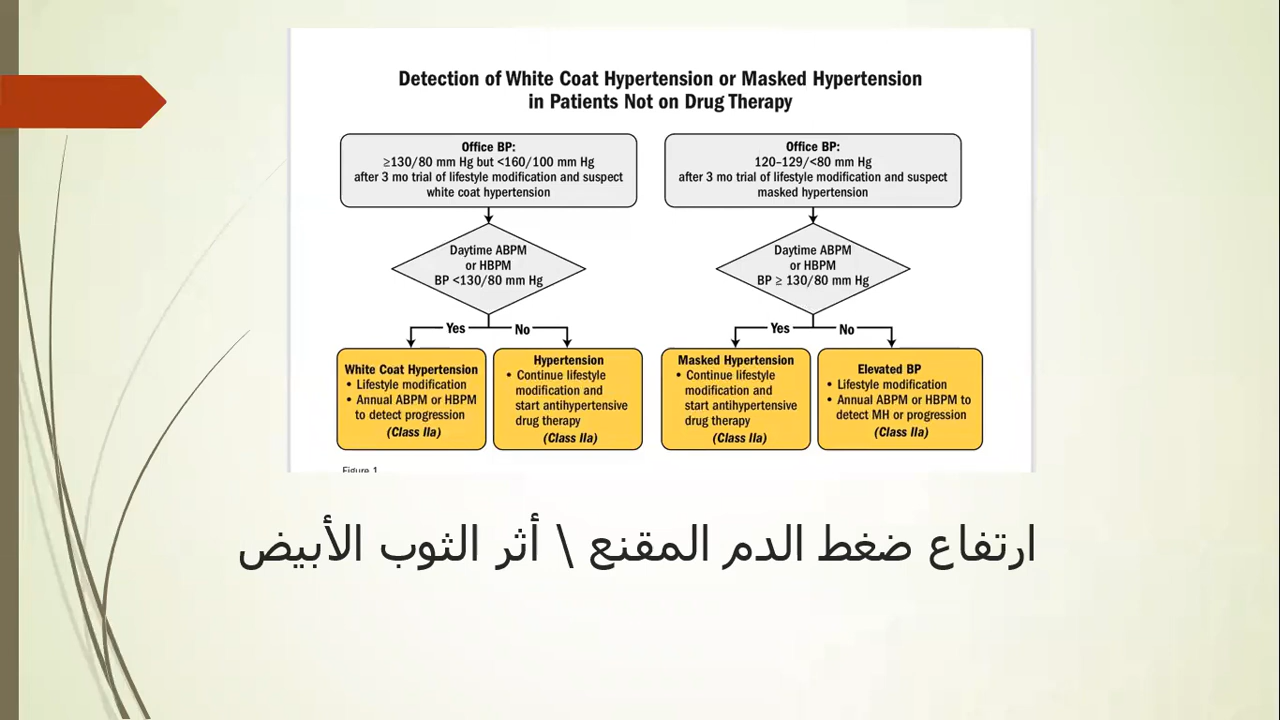 Detection of White Coat Hypertension or Masked Hypertension
in Patients Not on Drug Therapy
Office BP:
≥130/80 mm Hg but <160/100 mm Hg
after 3 mo trial of lifestyle modification and suspect
white coat hypertension
Daytime ABPM
or HBPM
BP <130/80 mm Hg
Yes
No
White Coat Hypertension
• Lifestyle modification
• Annual ABPM or HBPM
to detect progression
(Class IIa)
Hypertension
• Continue lifestyle
modification and
start antihypertensive
drug therapy
(Class IIa)
Office BP:
120–129/<80 mm Hg
after 3 mo trial of lifestyle modification and suspect
masked hypertension
Daytime ABPM
or HBPM
BP ≥ 130/80 mm Hg
Yes
No
Masked Hypertension
• Continue lifestyle
modification and
start antihypertensive
drug therapy
(Class IIa)
Elevated BP
• Lifestyle modification
• Annual ABPM or HBPM to
detect MH or progression
(Class IIa)
Figure 1
ارتفاع ضغط الدم المقنع \ أثر الثوب الأبيض